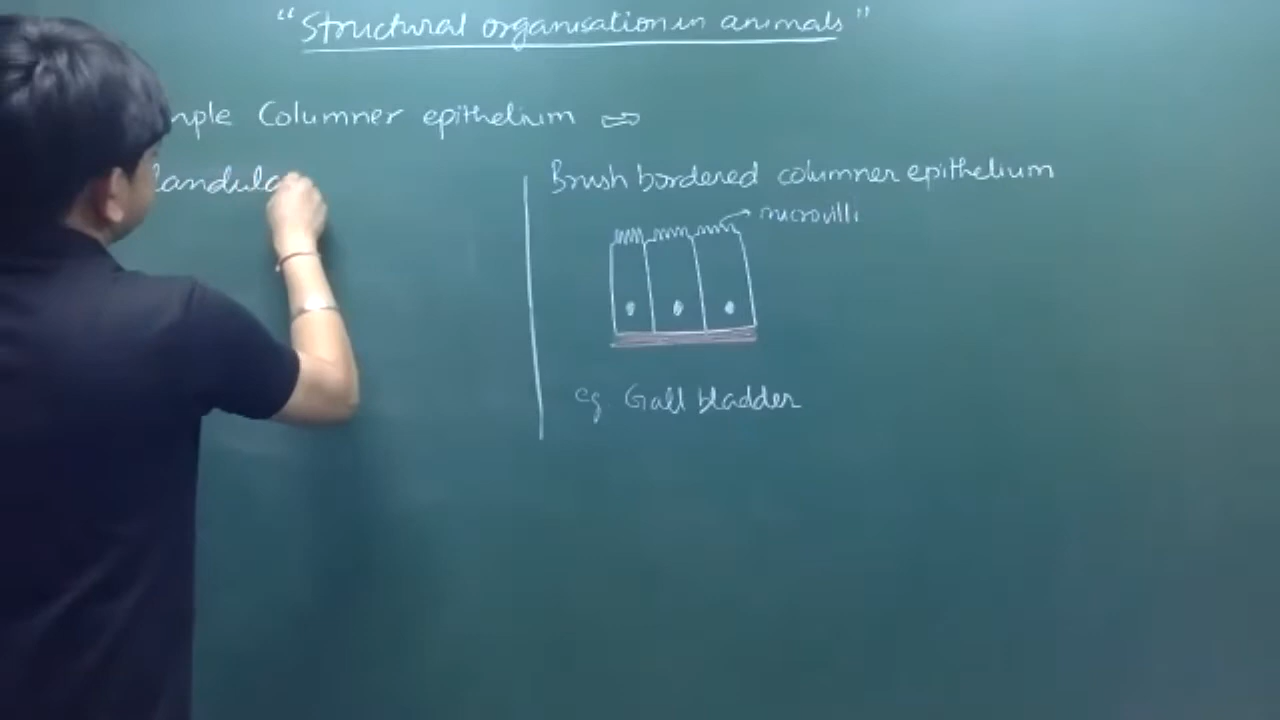 "Structural organisation in animals"
mple Columner epithelium ⇒
landula
Brush bordered columner epithelium
microvilli
eg. Gall bladder